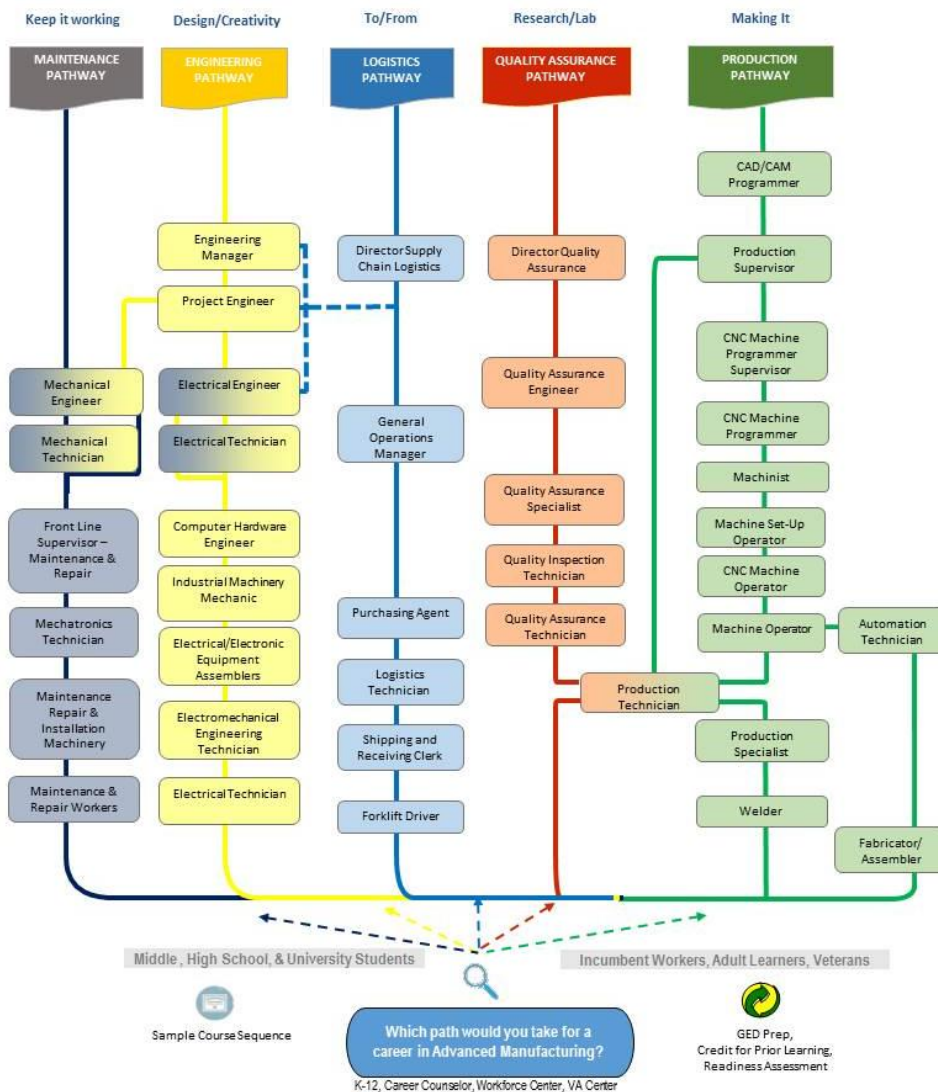 Keep it working
Design/Creativity
To/From
Research/Lab
Making It
MAINTENANCE
PATHWAY
ENGINEERING
PATHWAY
LOGISTICS
PATHWAY
QUALITY ASSURANCE
PATHWAY
PRODUCTION
PATHWAY
CAD/CAM
Programmer
Engineering
Manager
Director Supply
Chain Logistics
Director Quality
Assurance
Production
Supervisor
Project Engineer
CNC Machine
Programmer
Supervisor
Mechanical
Engineer
Electrical Engineer
Quality Assurance
Engineer
Mechanical
Technician
Electrical Technician
General
Operations
Manager
CNC Machine
Programmer
Machinist
Quality Assurance
Specialist
Front Line
Supervisor –
Maintenance &
Repair
Computer Hardware
Engineer
Machine Set-Up
Operator
Quality Inspection
Technician
Industrial Machinery
Mechanic
CNC Machine
Operator
Mechatronics
Technician
Purchasing Agent
Quality Assurance
Technician
Machine Operator
Automation
Technician
Electrical/Electronic
Equipment
Assemblers
Logistics
Technician
Production
Technician
Maintenance
Repair &
Installation
Machinery
Electromechanical
Engineering
Technician
Shipping and
Receiving Clerk
Production
Specialist
Maintenance &
Repair Workers
Electrical Technician
Forklift Driver
Welder
Fabricator/
Assembler
Middle , High School, & University Students
Incumbent Workers, Adult Learners, Veterans
Sample Course Sequence
Which path would you take for a
career in Advanced Manufacturing?
K-12, Career Counselor, Workforce Center, VA Center
GED Prep,
Credit for Prior Learning,
Readiness Assessment